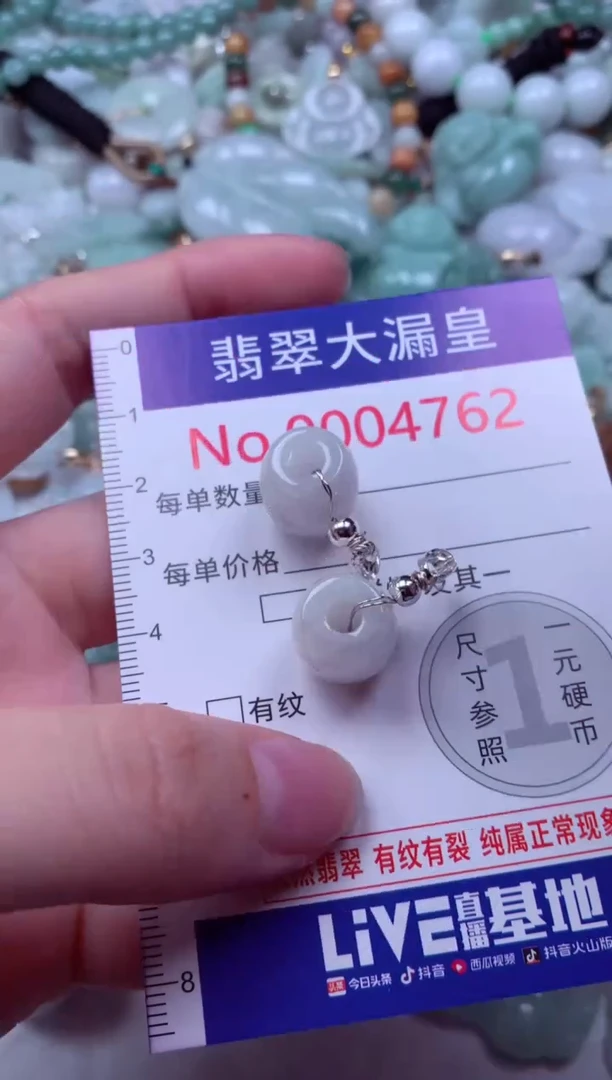 0
翡翠大漏皇
1
No.0004762
2
每单数量
3
每单价格
及其一
4
尺寸参照
1
一元硬币
有纹
翡翠 有纹有裂 纯属正常现象
LiVE直播基地
8
头条 今日头条 抖音 西瓜视频 抖音火山版